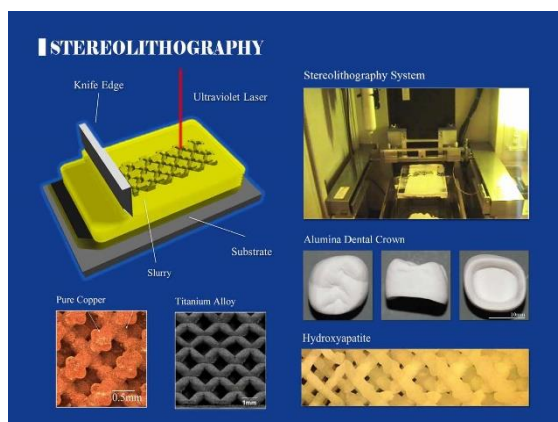 STEREOLITHOGRAPHY
Knife Edge
Ultraviolet Laser
Substrate
Slurry
Pure Copper
0.5mm
Titanium Alloy
1mm
Stereolithography System
Alumina Dental Crown
10mm
Hydroxyapatite